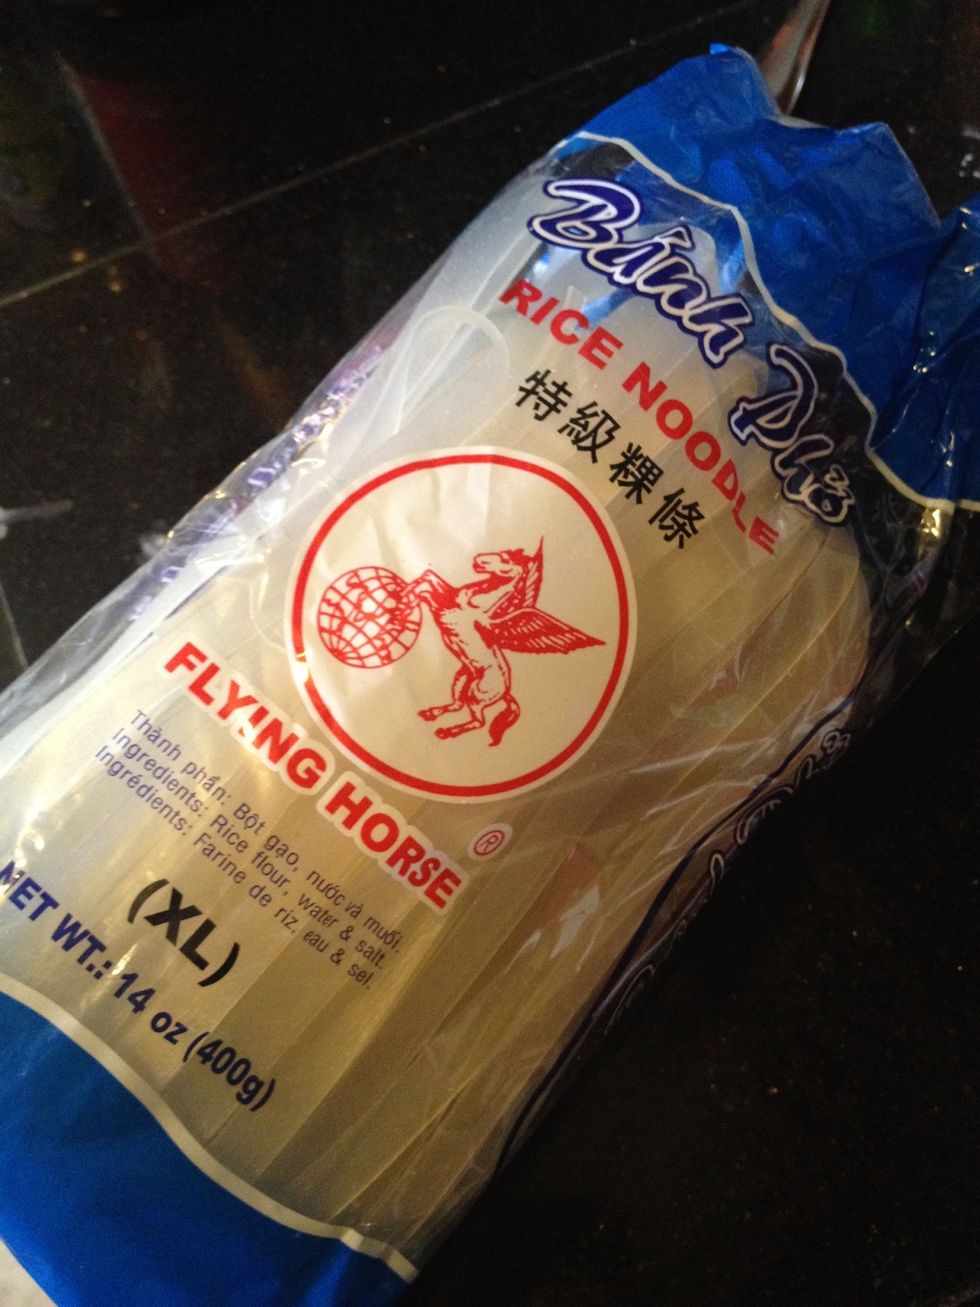 Bánh Phở
RICE NOODLE
特級粿條
FLYING HORSE ®
Thành phần: Bột gạo, nước và muối.
Ingredients: Rice flour, water & salt.
Ingrédients: Farine de riz, eau & sel.
(XL)
NET WT.: 14 oz (400g)